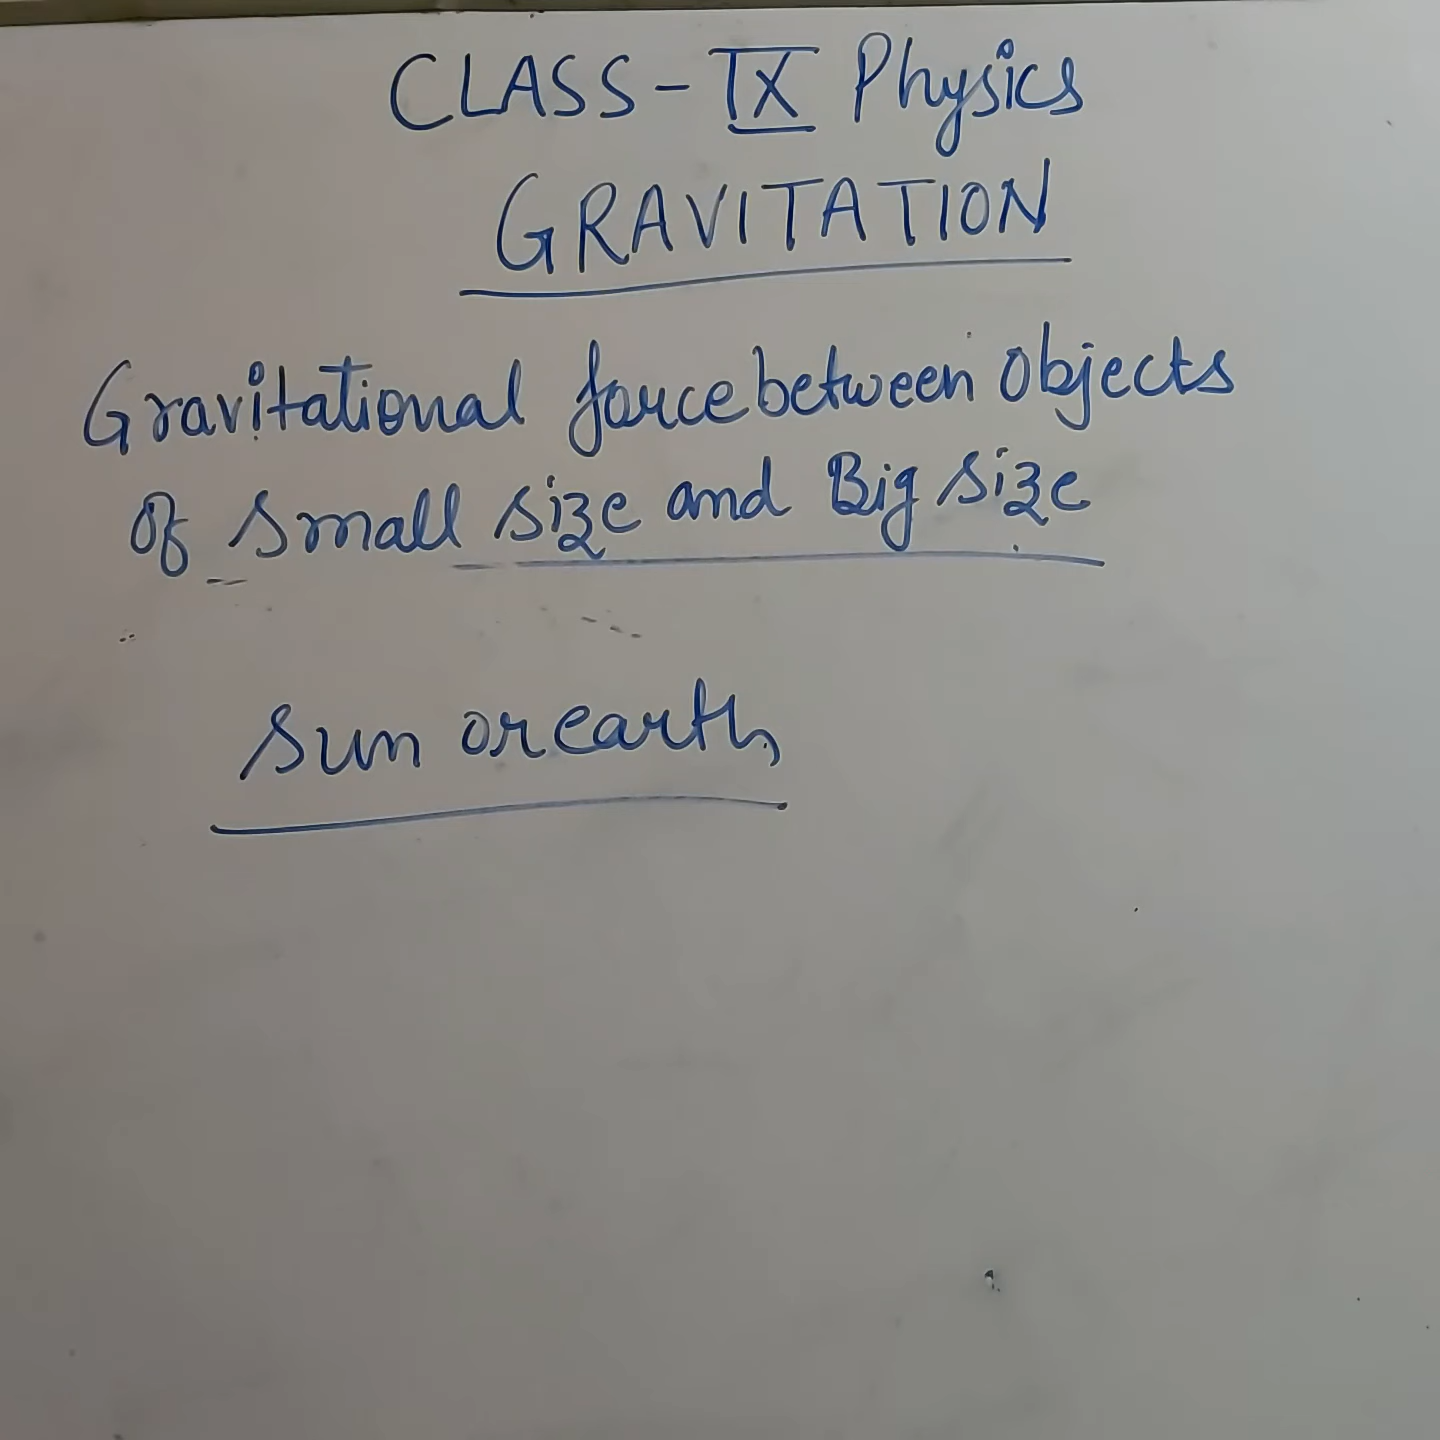 CLASS-IX Physics
GRAVITATION
Gravitational force between Objects
Of Small size and Big size
sun or earth